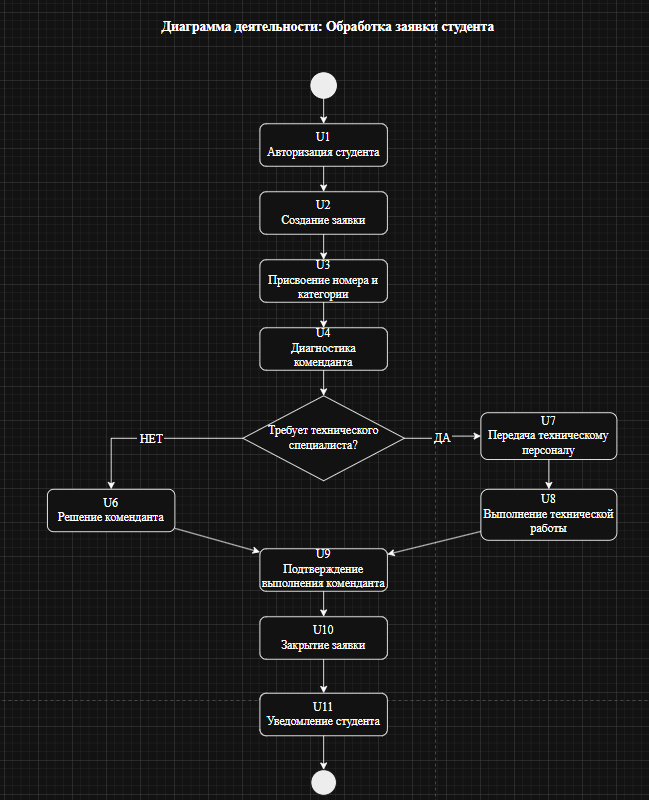 Диаграмма деятельности: Обработка заявки студента
U1
Авторизация студента
U2
Создание заявки
U3
Присвоение номера и
категории
U4
Диагностика
коменданта
Требует технического
специалиста?
НЕТ
ДА
U7
Передача техническому
персоналу
U6
Решение коменданта
U8
Выполнение технической
работы
U9
Подтверждение
выполнения коменданта
U10
Закрытие заявки
U11
Уведомление студента